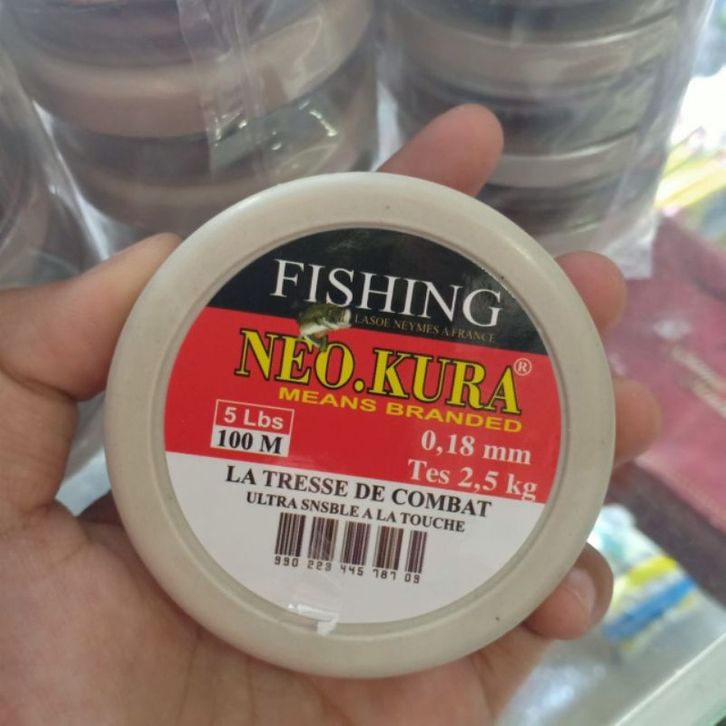 FISHING
LASOE NEYMES A FRANCE
NEO.KURA®
MEANS BRANDED
5 Lbs
100 M
0,18 mm
Tes 2,5 kg
LA TRESSE DE COMBAT
ULTRA SNSBLE A LA TOUCHE
990 223 445 787 09